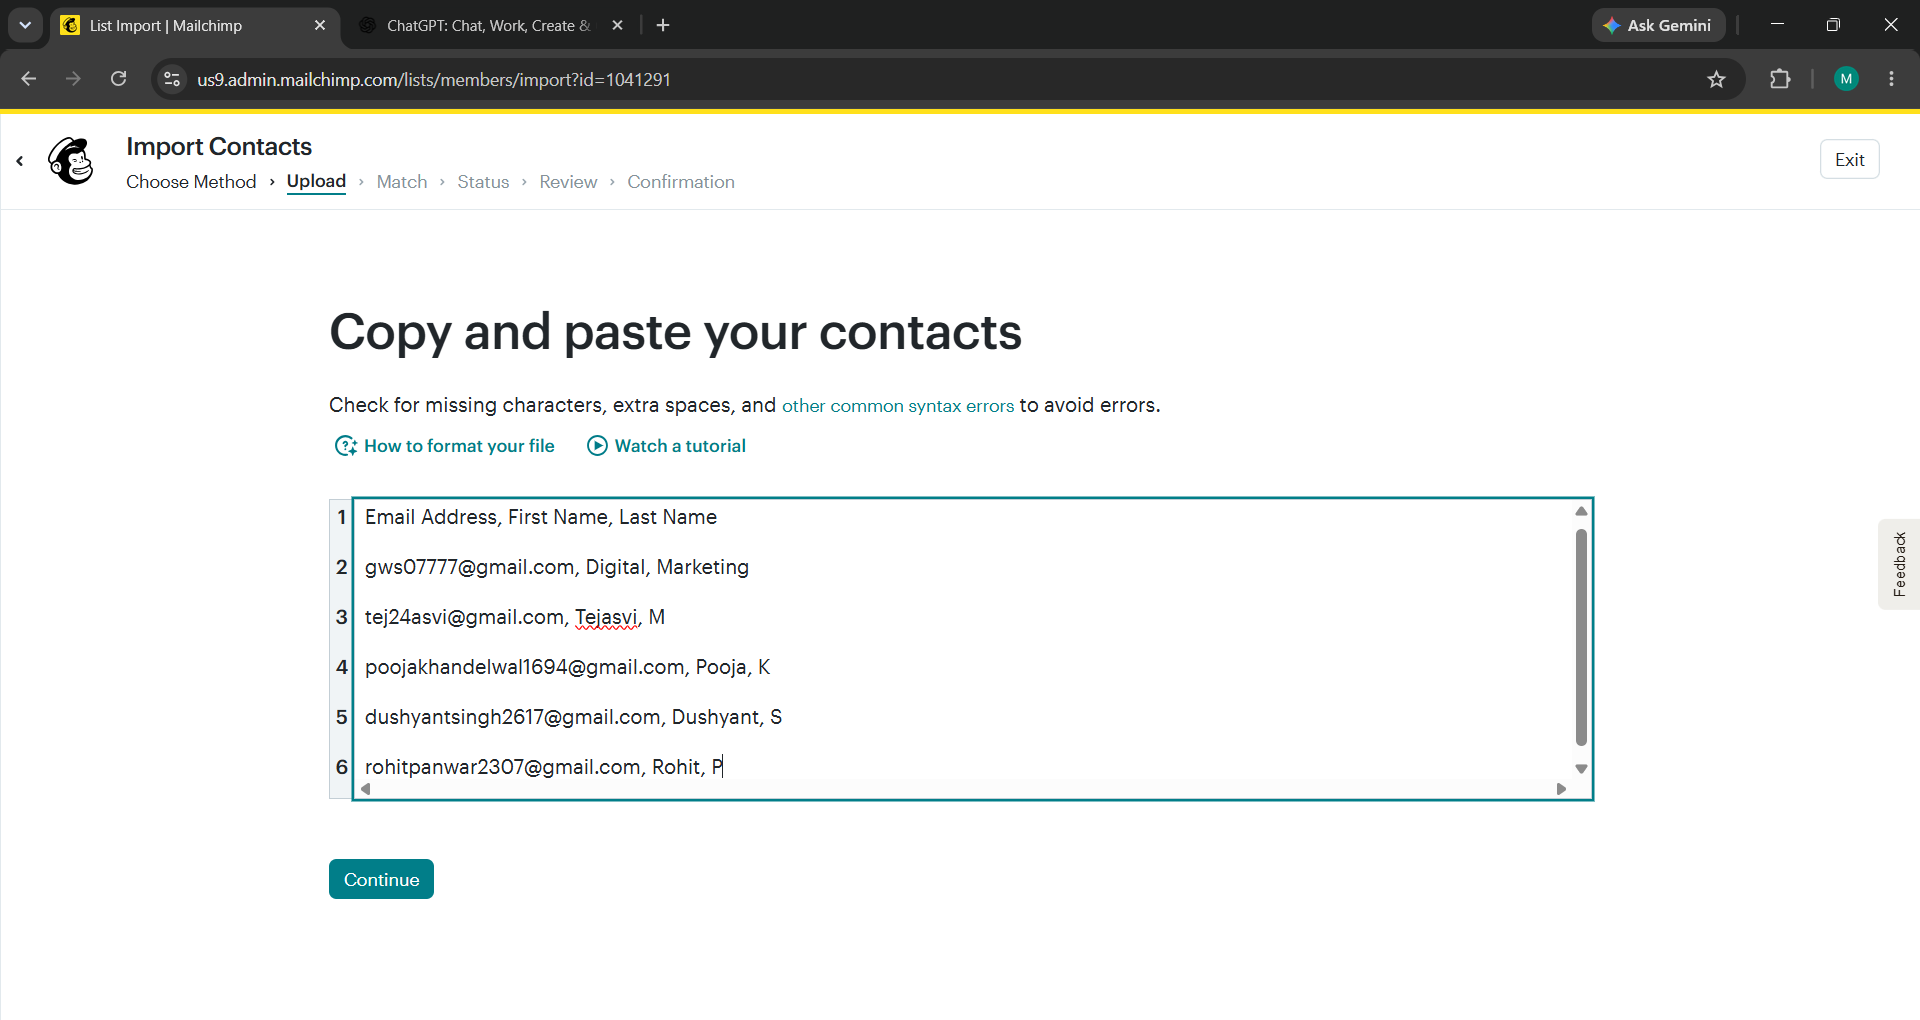 List Import | Mailchimp
ChatGPT: Chat, Work, Create &
Ask Gemini
us9.admin.mailchimp.com/lists/members/import?id=1041291
M
Import Contacts
Choose Method › Upload › Match › Status › Review › Confirmation
Exit
Copy and paste your contacts
Check for missing characters, extra spaces, and other common syntax errors to avoid errors.
How to format your file
Watch a tutorial
1 Email Address, First Name, Last Name
2 gws07777@gmail.com, Digital, Marketing
3 tej24asvi@gmail.com, Tejasvi, M
4 poojakhandelwal1694@gmail.com, Pooja, K
5 dushyantsingh2617@gmail.com, Dushyant, S
6 rohitpanwar2307@gmail.com, Rohit, P
Feedback
Continue